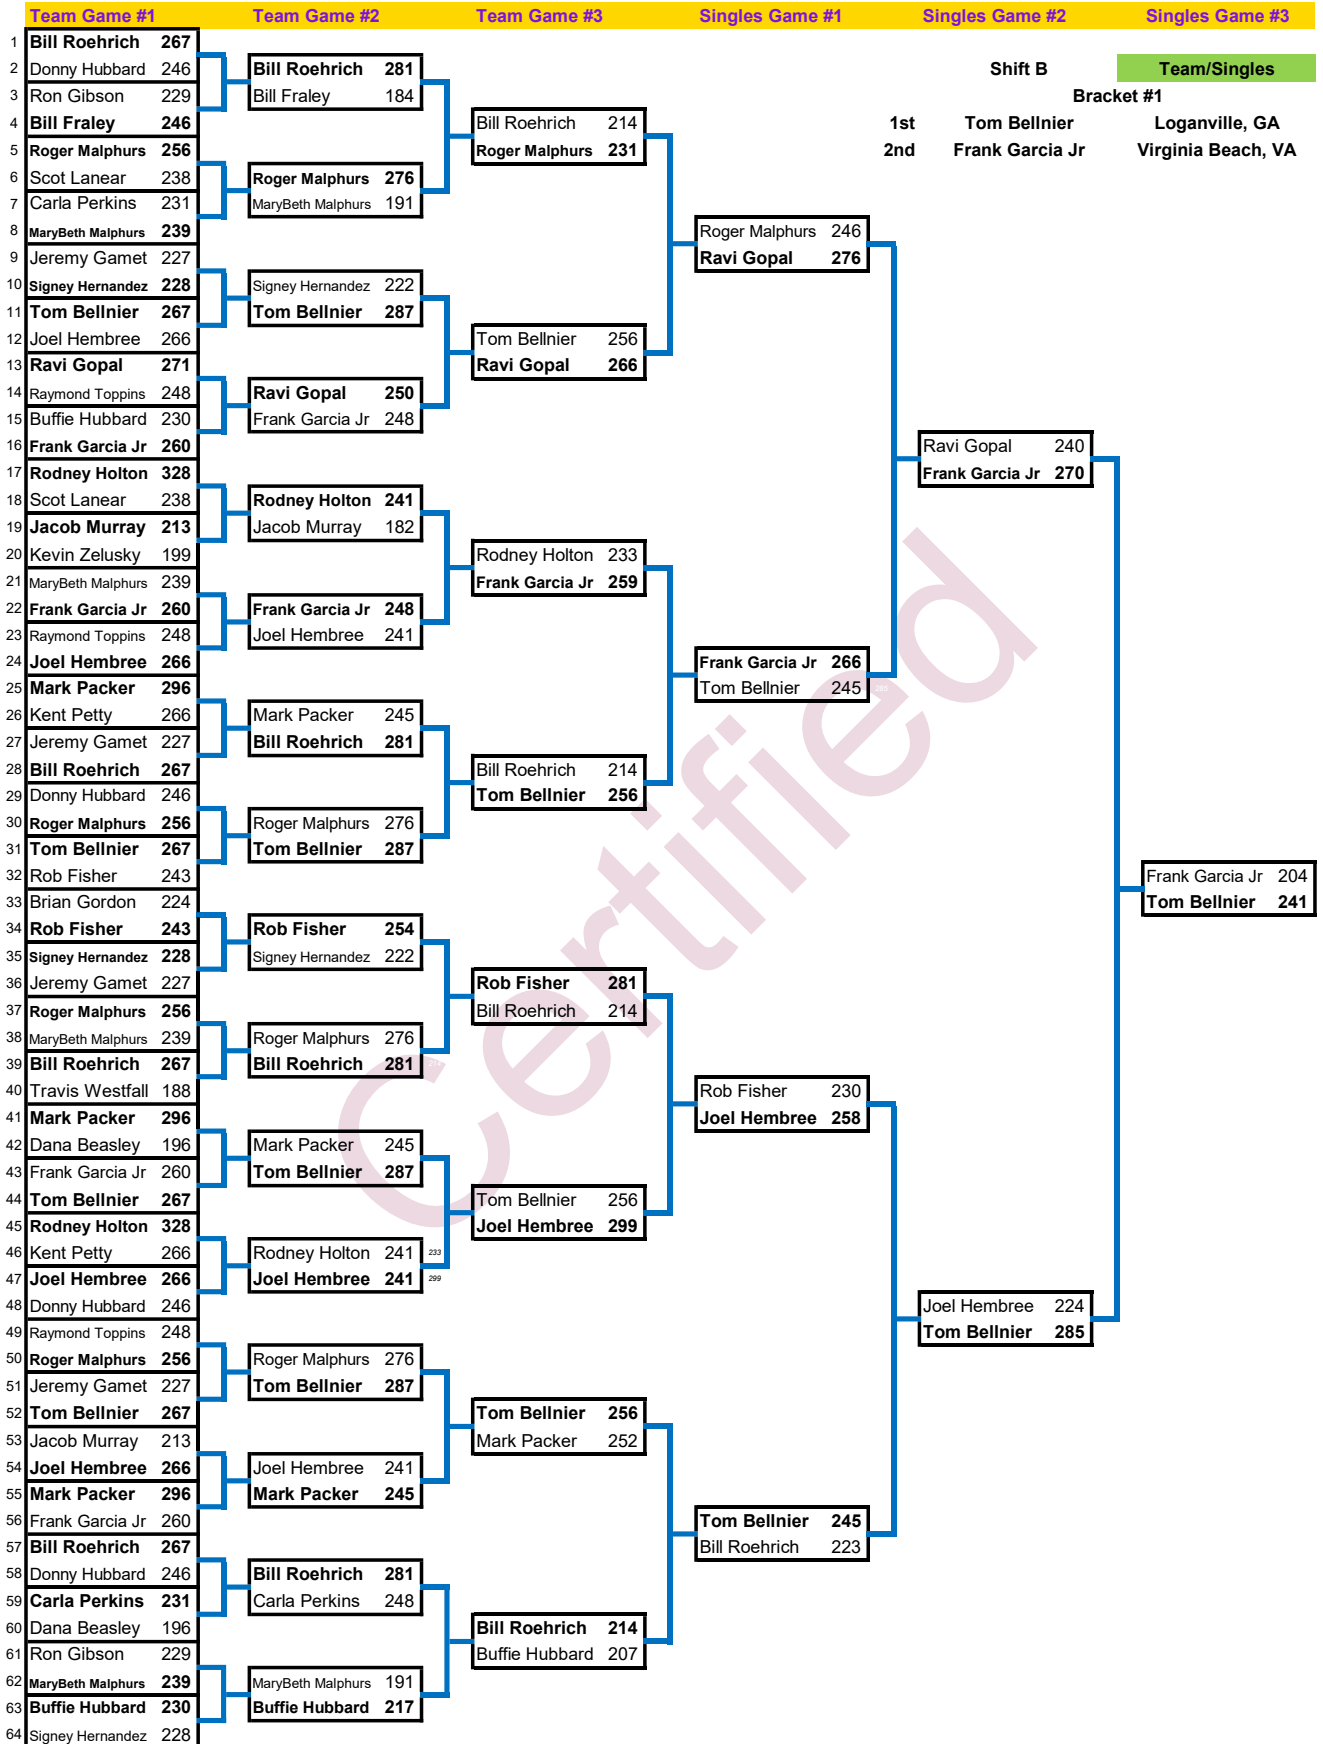 Team Game #1 Team Game #2 Team Game #3 Singles Game #1 Singles Game #2 Singles Game #3
1 Bill Roehrich 267
2 Donny Hubbard 246
3 Ron Gibson 229
4 Bill Fraley 246
5 Roger Malphurs 256
6 Scot Lanear 238
7 Carla Perkins 231
8 MaryBeth Malphurs 239
9 Jeremy Gamet 227
10 Signey Hernandez 228
11 Tom Bellnier 267
12 Joel Hembree 266
13 Ravi Gopal 271
14 Raymond Toppins 248
15 Buffie Hubbard 230
16 Frank Garcia Jr 260
17 Rodney Holton 328
18 Scot Lanear 238
19 Jacob Murray 213
20 Kevin Zelusky 199
21 MaryBeth Malphurs 239
22 Frank Garcia Jr 260
23 Raymond Toppins 248
24 Joel Hembree 266
25 Mark Packer 296
26 Kent Petty 266
27 Jeremy Gamet 227
28 Bill Roehrich 267
29 Donny Hubbard 246
30 Roger Malphurs 256
31 Tom Bellnier 267
32 Rob Fisher 243
33 Brian Gordon 224
34 Rob Fisher 243
35 Signey Hernandez 228
36 Jeremy Gamet 227
37 Roger Malphurs 256
38 MaryBeth Malphurs 239
39 Bill Roehrich 267
40 Travis Westfall 188
41 Mark Packer 296
42 Dana Beasley 196
43 Frank Garcia Jr 260
44 Tom Bellnier 267
45 Rodney Holton 328
46 Kent Petty 266
47 Joel Hembree 266
48 Donny Hubbard 246
49 Raymond Toppins 248
50 Roger Malphurs 256
51 Jeremy Gamet 227
52 Tom Bellnier 267
53 Jacob Murray 213
54 Joel Hembree 266
55 Mark Packer 296
56 Frank Garcia Jr 260
57 Bill Roehrich 267
58 Donny Hubbard 246
59 Carla Perkins 231
60 Dana Beasley 196
61 Ron Gibson 229
62 MaryBeth Malphurs 239
63 Buffie Hubbard 230
64 Signey Hernandez 228
Bill Roehrich 281
Bill Fraley 184
Roger Malphurs 276
MaryBeth Malphurs 191
Signey Hernandez 222
Tom Bellnier 287
Ravi Gopal 250
Frank Garcia Jr 248
Rodney Holton 241
Jacob Murray 182
Frank Garcia Jr 248
Joel Hembree 241
Mark Packer 245
Bill Roehrich 281
Roger Malphurs 276
Tom Bellnier 287
Rob Fisher 254
Signey Hernandez 222
Roger Malphurs 276
Bill Roehrich 281
Mark Packer 245
Tom Bellnier 287
Rodney Holton 241 233
Joel Hembree 241 299
Roger Malphurs 276
Tom Bellnier 287
Joel Hembree 241
Mark Packer 245
Bill Roehrich 281
Carla Perkins 248
MaryBeth Malphurs 191
Buffie Hubbard 217
Bill Roehrich 214
Roger Malphurs 231
Tom Bellnier 256
Ravi Gopal 266
Rodney Holton 233
Frank Garcia Jr 259
Bill Roehrich 214
Tom Bellnier 256
Rob Fisher 281
Bill Roehrich 214
Tom Bellnier 256
Joel Hembree 299
Tom Bellnier 256
Mark Packer 252
Bill Roehrich 214
Buffie Hubbard 207
Roger Malphurs 246
Ravi Gopal 276
Frank Garcia Jr 266
Tom Bellnier 245 285
Rob Fisher 230
Joel Hembree 258
Tom Bellnier 245
Bill Roehrich 223
Ravi Gopal 240
Frank Garcia Jr 270
Joel Hembree 224
Tom Bellnier 285
Frank Garcia Jr 204
Tom Bellnier 241
Shift B Team/Singles
Bracket #1
1st Tom Bellnier Loganville, GA
2nd Frank Garcia Jr Virginia Beach, VA
Certified